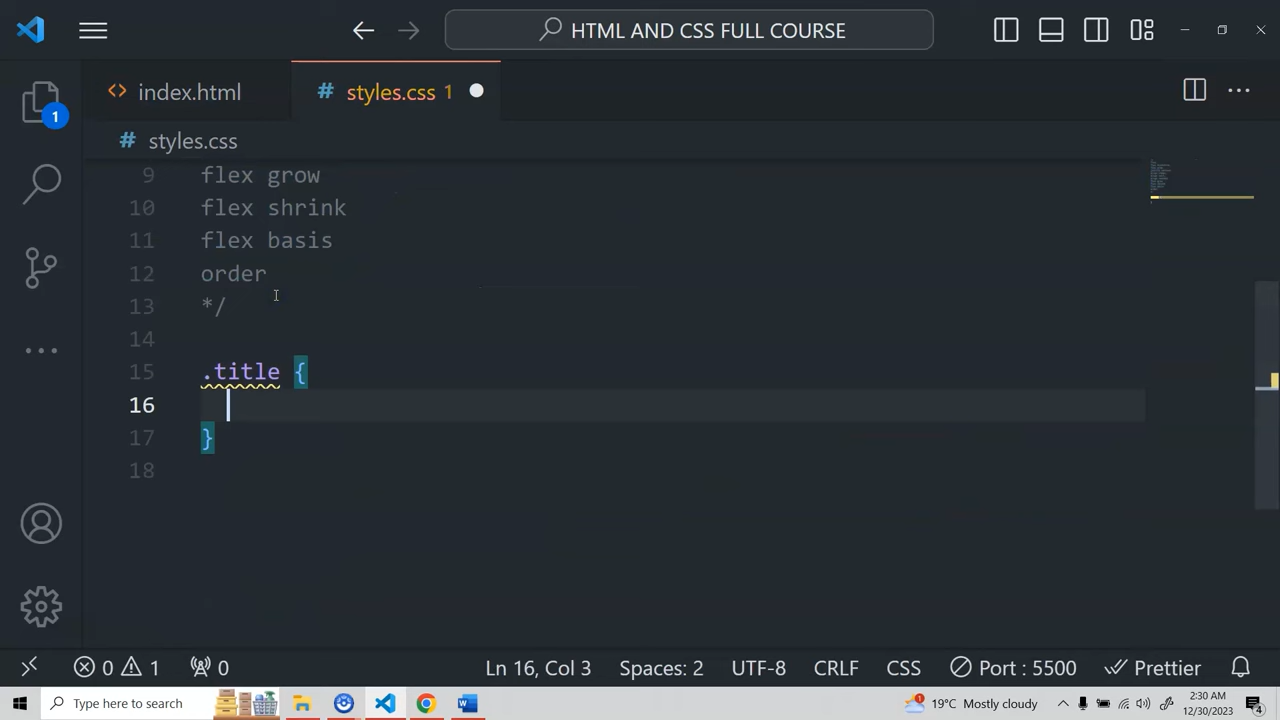 HTML AND CSS FULL COURSE
index.html
# styles.css 1
1
# styles.css
9 flex grow
10 flex shrink
11 flex basis
12 order
13 */
14
15 .title {
16
17 }
18
0 1 0 Ln 16, Col 3 Spaces: 2 UTF-8 CRLF CSS Port : 5500 Prettier
Type here to search 1 19°C Mostly cloudy 2:30 AM
12/30/2023 4